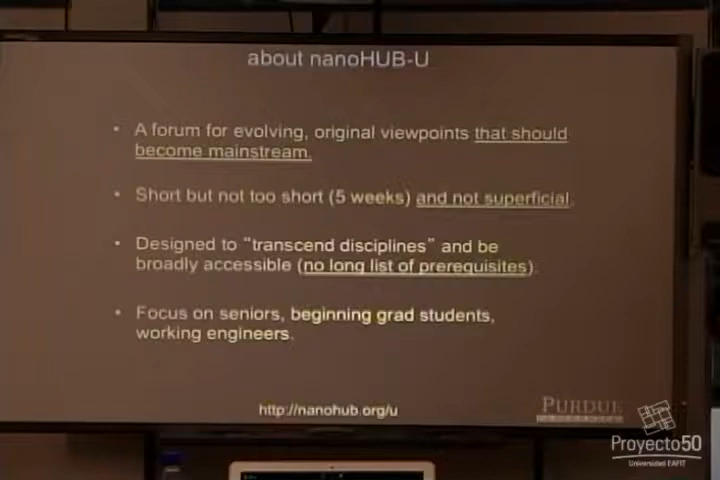 about nanoHUB-U
• A forum for evolving, original viewpoints that should
become mainstream.
• Short but not too short (5 weeks) and not superficial.
• Designed to "transcend disciplines" and be
broadly accessible (no long list of prerequisites).
• Focus on seniors, beginning grad students,
working engineers.
http://nanohub.org/u
PURDUE
UNIVERSITY
Proyecto50
Universidad EAFIT